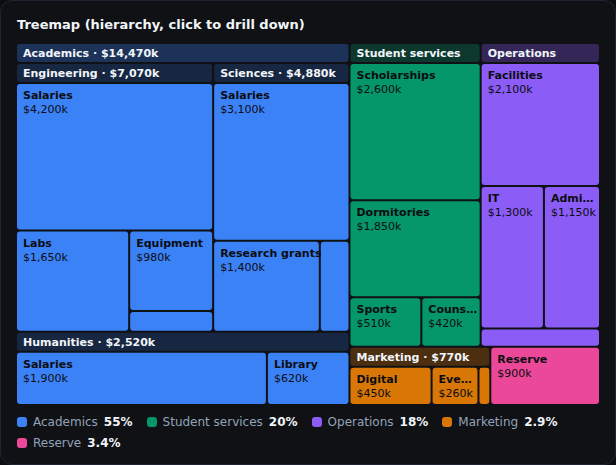 Treemap (hierarchy, click to drill down)
Academics · $14,470k
Student services
Operations
Engineering · $7,070k
Sciences · $4,880k
Salaries
$4,200k
Salaries
$3,100k
Scholarships
$2,600k
Facilities
$2,100k
Labs
$1,650k
Equipment
$980k
Research grants
$1,400k
Dormitories
$1,850k
IT
$1,300k
Admi…
$1,150k
Sports
$510k
Couns…
$420k
Humanities · $2,520k
Salaries
$1,900k
Library
$620k
Marketing · $770k
Digital
$450k
Eve…
$260k
Reserve
$900k
Academics 55% Student services 20% Operations 18% Marketing 2.9%
Reserve 3.4%